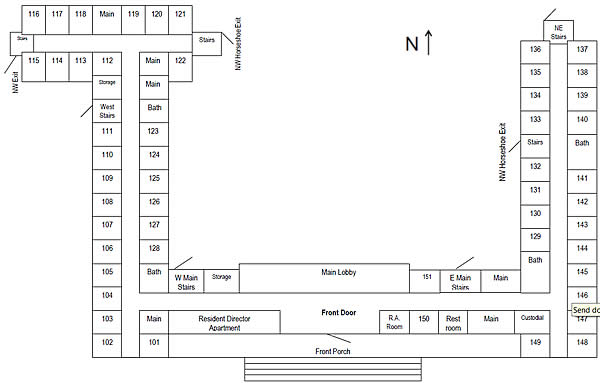 116 117 118 Main 119 120 121
Stairs
Stairs
NE
Stairs
NW Exit
NW Horseshoe Exit
N
115 114 113 112 Main 122
Storage Main
West
Stairs
Bath
111 123
110 124
109 125
108 126
107 127
106 128
105 Bath
104
103 Main
102 101
W Main
Stairs
Storage
Main Lobby
151
E Main
Stairs
Main
Resident Director
Apartment
Front Door
R.A.
Room
150
Rest
room
Main
Custodial
Front Porch
149
136 137
135 138
134 139
133 140
NW Horseshoe Exit
Stairs Bath
132 141
131 142
130 143
129 144
Bath 145
146
147
Send do
148